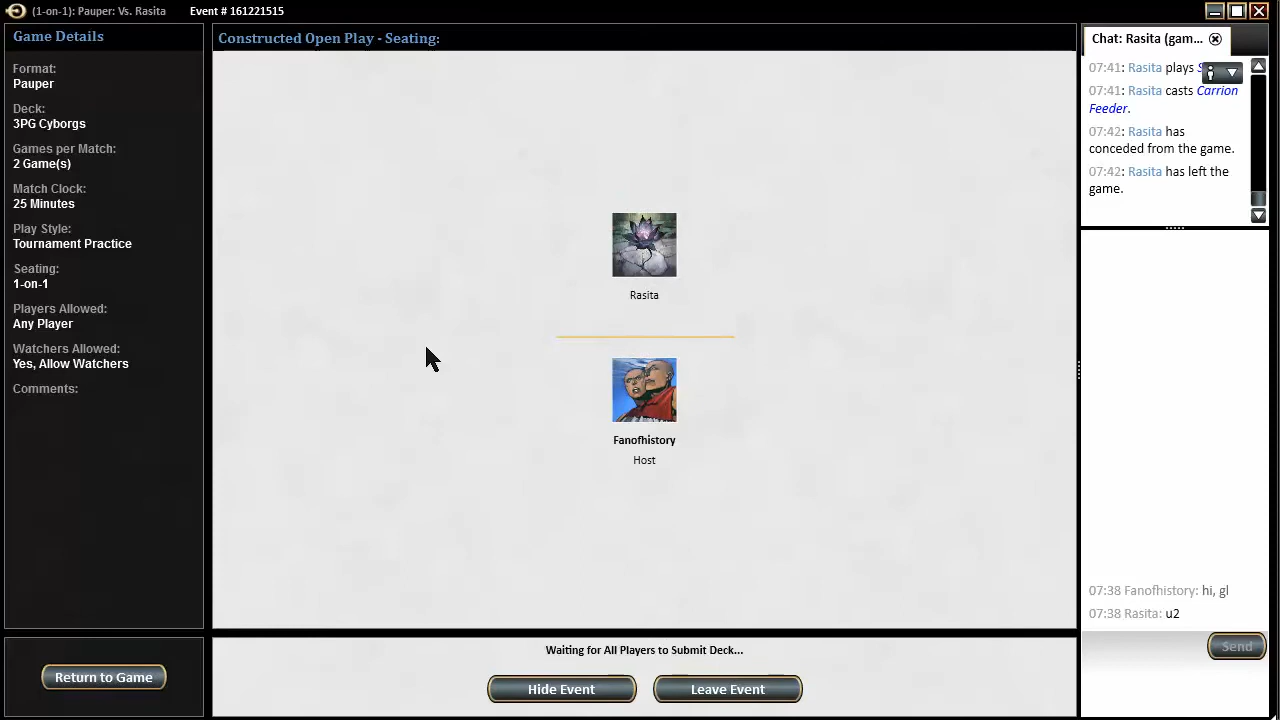 (1-on-1): Pauper: Vs. Rasita
Event # 161221515
Game Details
Format:
Pauper
Deck:
3PG Cyborgs
Games per Match:
2 Game(s)
Match Clock:
25 Minutes
Play Style:
Tournament Practice
Seating:
1-on-1
Players Allowed:
Any Player
Watchers Allowed:
Yes, Allow Watchers
Comments:
Return to Game
Constructed Open Play - Seating:
Rasita
Fanofhistory
Host
Waiting for All Players to Submit Deck...
Hide Event
Leave Event
Chat: Rasita (gam...
07:41: Rasita plays
07:41: Rasita casts Carrion
Feeder.
07:42: Rasita has
conceded from the game.
07:42: Rasita has left the
game.
07:38 Fanofhistory: hi, gl
07:38 Rasita: u2
Send